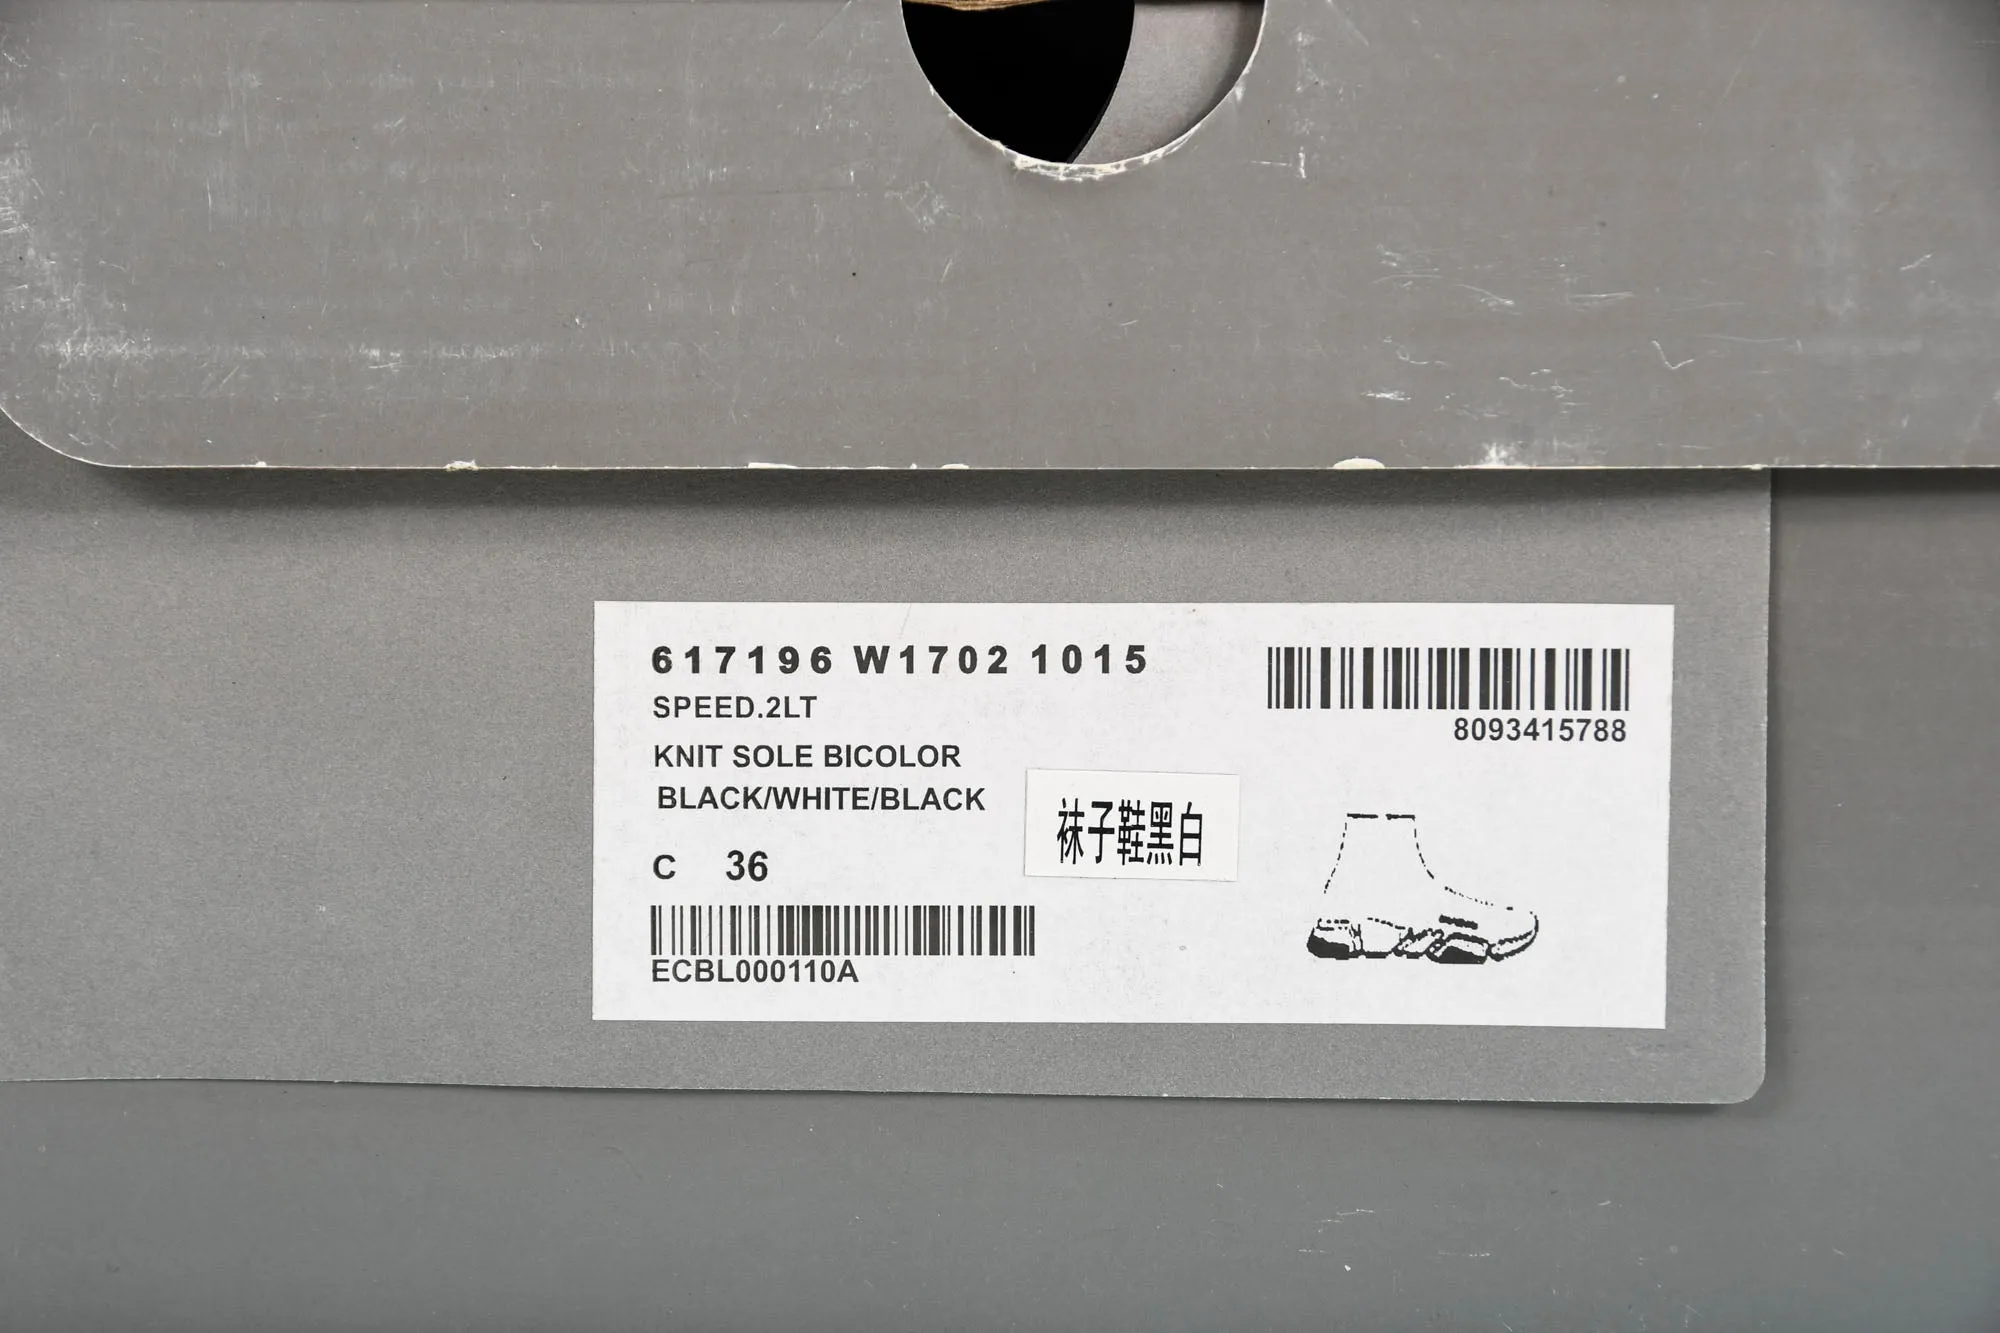 617196 W1702 1015
SPEED.2LT
KNIT SOLE BICOLOR
BLACK/WHITE/BLACK
C 36
ECBL000110A
8093415788
袜子鞋黑白